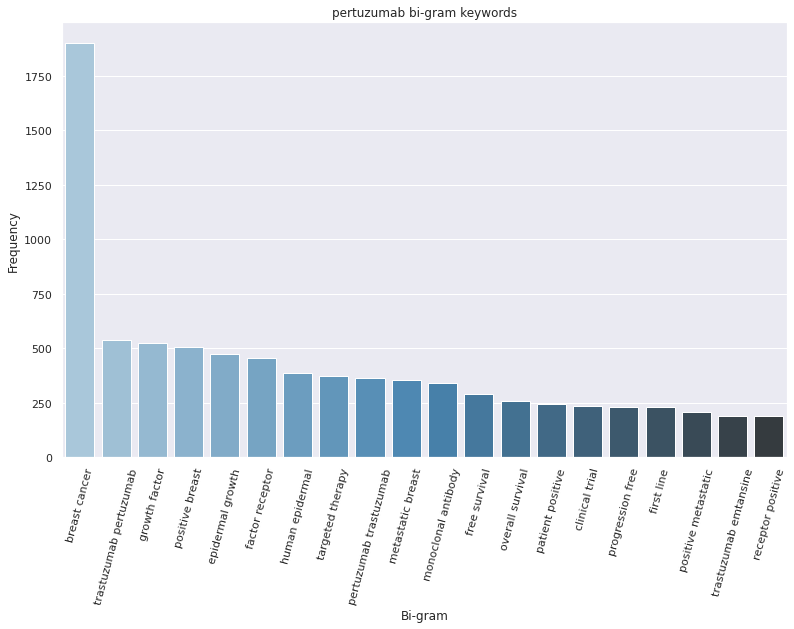 pertuzumab bi-gram keywords
Frequency
1750
1500
1250
1000
750
500
250
0
breast cancer
trastuzumab pertuzumab
growth factor
positive breast
epidermal growth
factor receptor
human epidermal
targeted therapy
pertuzumab trastuzumab
metastatic breast
monoclonal antibody
free survival
overall survival
patient positive
clinical trial
progression free
first line
positive metastatic
trastuzumab emtansine
receptor positive
Bi-gram